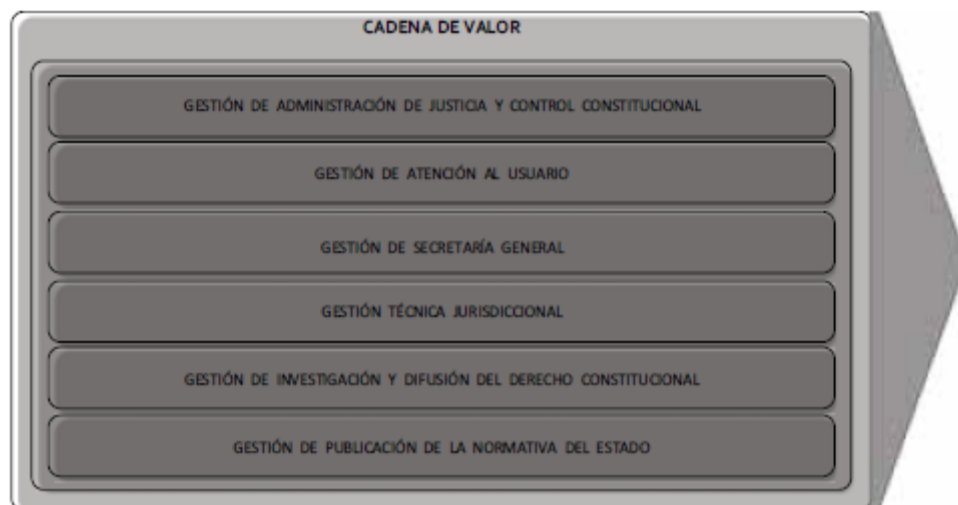 CADENA DE VALOR
GESTIÓN DE ADMINISTRACIÓN DE JUSTICIA Y CONTROL CONSTITUCIONAL
GESTIÓN DE ATENCIÓN AL USUARIO
GESTIÓN DE SECRETARÍA GENERAL
GESTIÓN TÉCNICA JURISDICCIONAL
GESTIÓN DE INVESTIGACIÓN Y DIFUSIÓN DEL DERECHO CONSTITUCIONAL
GESTIÓN DE PUBLICACIÓN DE LA NORMATIVA DEL ESTADO